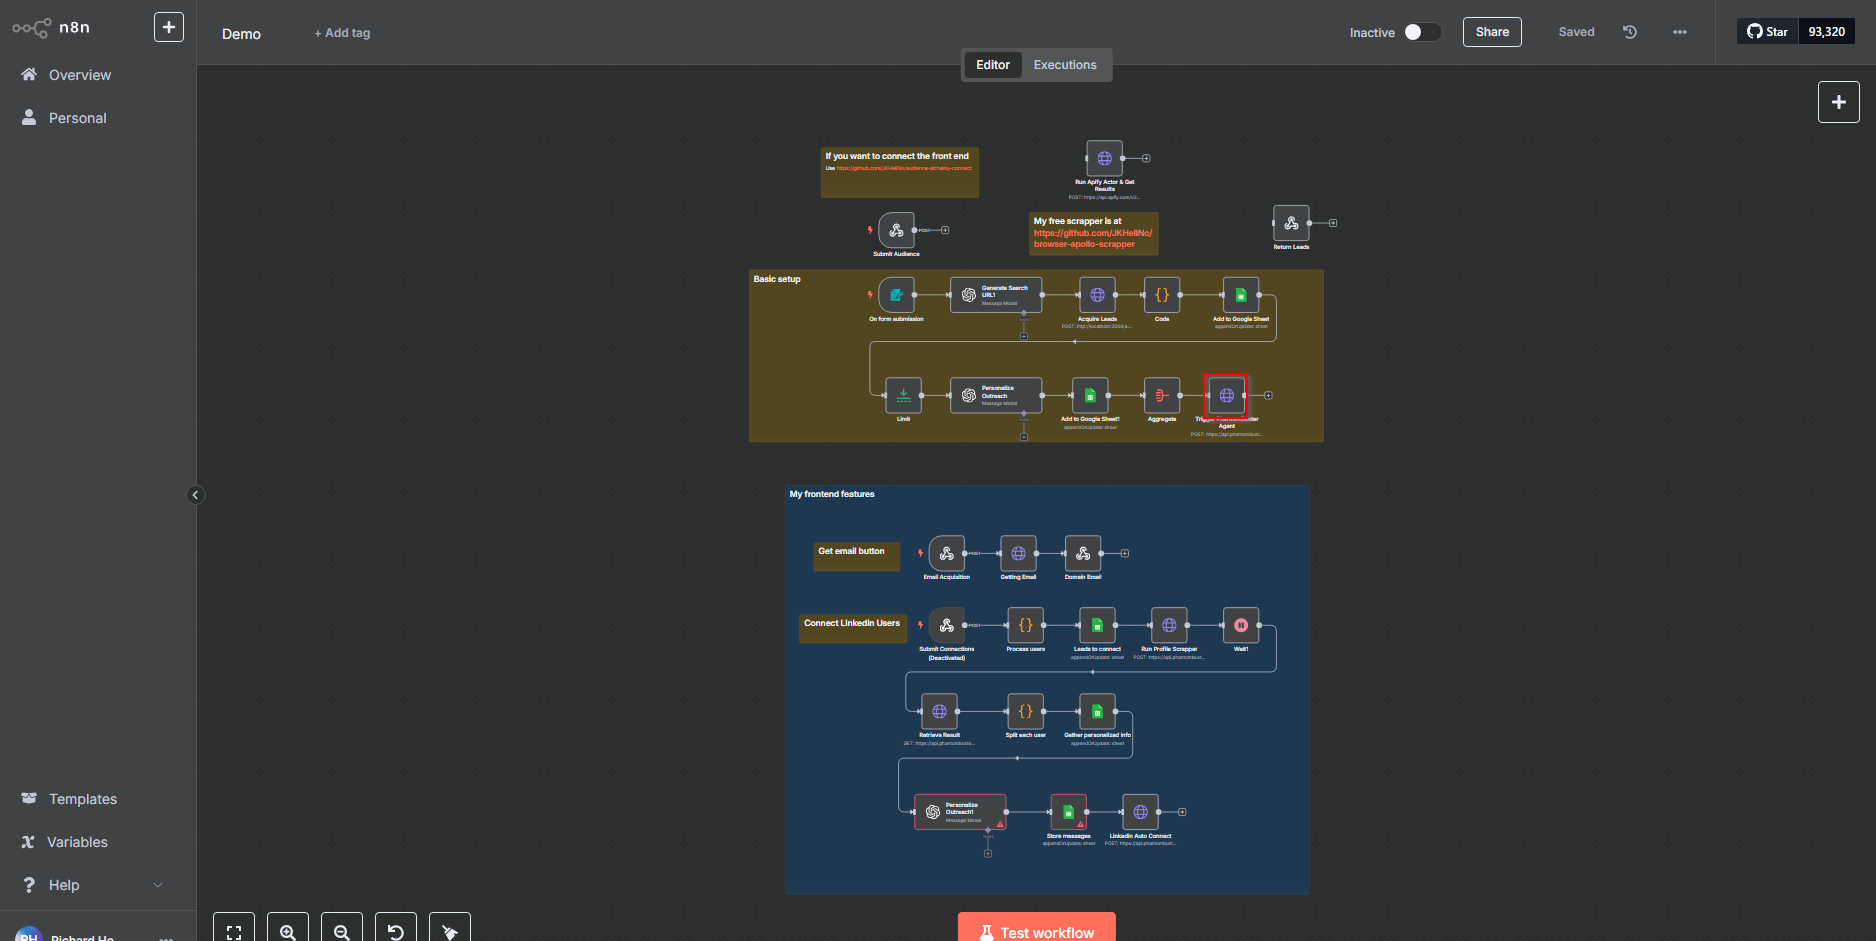 n8n
Demo
+ Add tag
Inactive
Share
Saved
Star
93,320
Editor
Executions
Overview
Personal
If you want to connect the front end
Use https://github.com/JKHellNo/audience-alchemy-connect
Run Apify Actor & Get
Results
POST: https://api.apify.com/v2...
My free scrapper is at
https://github.com/JKHellNo/
browser-apollo-scrapper
POST
Submit Audience
Return Leads
Basic setup
On form submission
Generate Search
URL1
Message Model
Acquire Leads
POST: http://localhost:3000/a...
Code
Add to Google Sheet
appendOrUpdate: sheet
Limit
Personalize
Outreach
Message Model
Add to Google Sheet1
appendOrUpdate: sheet
Aggregate
Trigger Phantombuster
Agent
POST: https://api.phantombust...
My frontend features
Get email button
POST
Email Acquisition
Getting Email
Domain Email
Connect Linkedin Users
POST
Submit Connections
(Deactivated)
Process users
Leads to connect
appendOrUpdate: sheet
Run Profile Scrapper
POST: https://api.phantombust...
Wait1
Retrieve Result
GET: https://api.phantombuste...
Split each user
Gather personalized info
appendOrUpdate: sheet
Personalize
Outreach1
Message Model
Store messages
appendOrUpdate: sheet
Linkedin Auto Connect
POST: https://api.phantombust...
Templates
Variables
Help
RH
Richard Ho
Test workflow